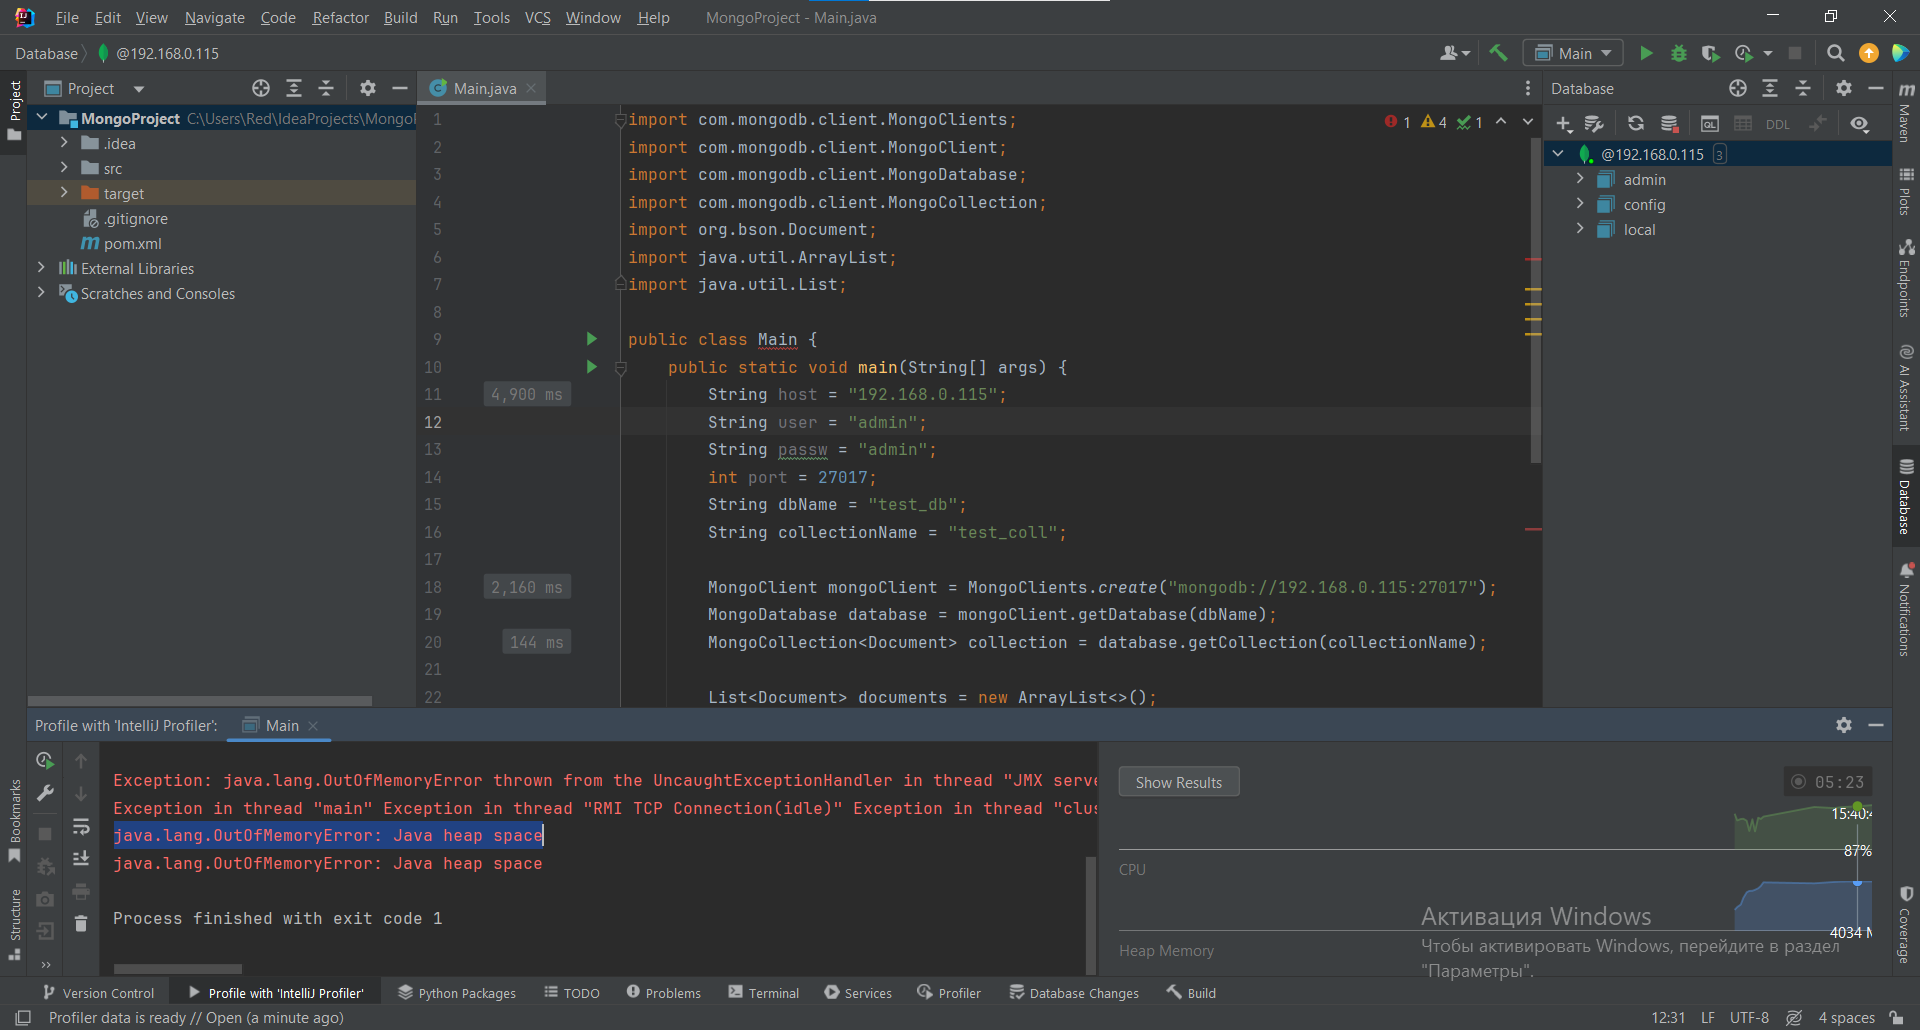 File Edit View Navigate Code Refactor Build Run Tools VCS Window Help MongoProject - Main.java
Database @192.168.0.115 Main
Project
Project
MongoProject C:\Users\Red\IdeaProjects\Mongo
.idea
src
target
.gitignore
pom.xml
External Libraries
Scratches and Consoles
Main.java
1 import com.mongodb.client.MongoClients;
2 import com.mongodb.client.MongoClient;
3 import com.mongodb.client.MongoDatabase;
4 import com.mongodb.client.MongoCollection;
5 import org.bson.Document;
6 import java.util.ArrayList;
7 import java.util.List;
8
9 public class Main {
10 public static void main(String[] args) {
11 4,900 ms String host = "192.168.0.115";
12 String user = "admin";
13 String passw = "admin";
14 int port = 27017;
15 String dbName = "test_db";
16 String collectionName = "test_coll";
17
18 2,160 ms MongoClient mongoClient = MongoClients.create("mongodb://192.168.0.115:27017");
19 MongoDatabase database = mongoClient.getDatabase(dbName);
20 144 ms MongoCollection<Document> collection = database.getCollection(collectionName);
21
22 List<Document> documents = new ArrayList<>();
1 4 1
Database
DDL
@192.168.0.115 3
admin
config
local
Maven
Plots
Endpoints
AI Assistant
Database
Notifications
Coverage
Bookmarks
Structure
Profile with 'IntelliJ Profiler': Main
Exception: java.lang.OutOfMemoryError thrown from the UncaughtExceptionHandler in thread "JMX serve
Exception in thread "main" Exception in thread "RMI TCP Connection(idle)" Exception in thread "clus
java.lang.OutOfMemoryError: Java heap space
java.lang.OutOfMemoryError: Java heap space
Process finished with exit code 1
Show Results
05:23
15:40:4
87%
CPU
4034 M
Heap Memory
Активация Windows
Чтобы активировать Windows, перейдите в раздел
"Параметры".
Version Control Profile with 'IntelliJ Profiler' Python Packages TODO Problems Terminal Services Profiler Database Changes Build
Profiler data is ready // Open (a minute ago) 12:31 LF UTF-8 4 spaces